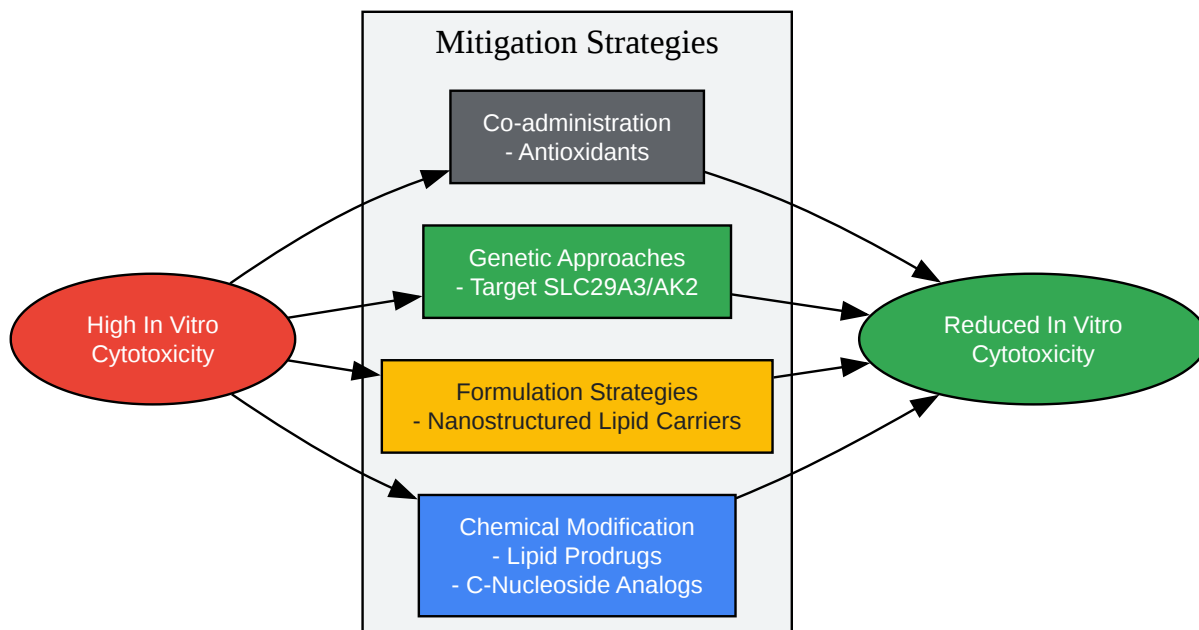 Mitigation Strategies
Co-administration
- Antioxidants
Genetic Approaches
- Target SLC29A3/AK2
High In Vitro
Cytotoxicity
Reduced In Vitro
Cytotoxicity
Formulation Strategies
- Nanostructured Lipid Carriers
Chemical Modification
- Lipid Prodrugs
- C-Nucleoside Analogs